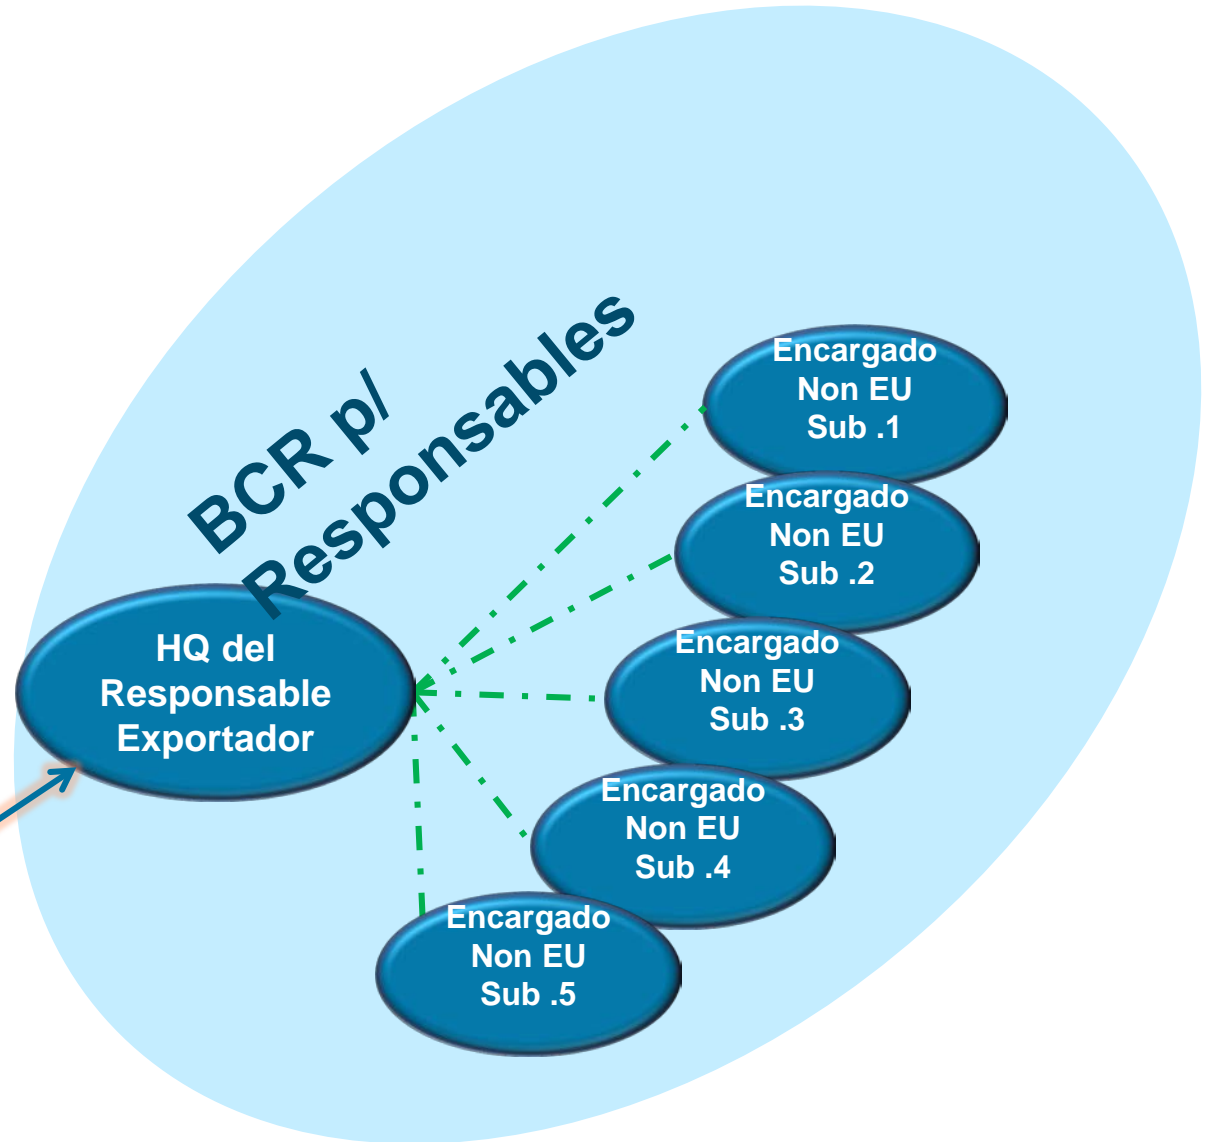 BCR p/
Responsables
HQ del
Responsable
Exportador
Encargado
Non EU
Sub .1
Encargado
Non EU
Sub .2
Encargado
Non EU
Sub .3
Encargado
Non EU
Sub .4
Encargado
Non EU
Sub .5